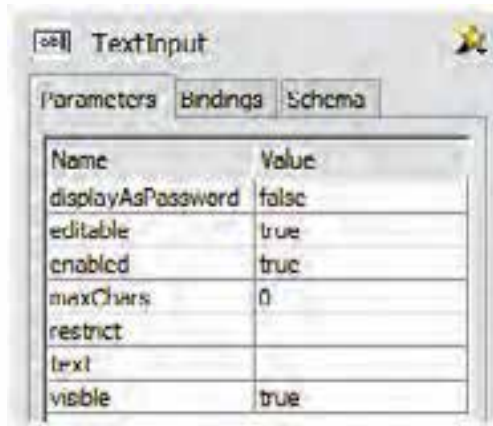 TextInput
Parameters Bindings Schema
Name Value
displayAsPassword false
editable true
enabled true
maxChars 0
restrict
text
visible true